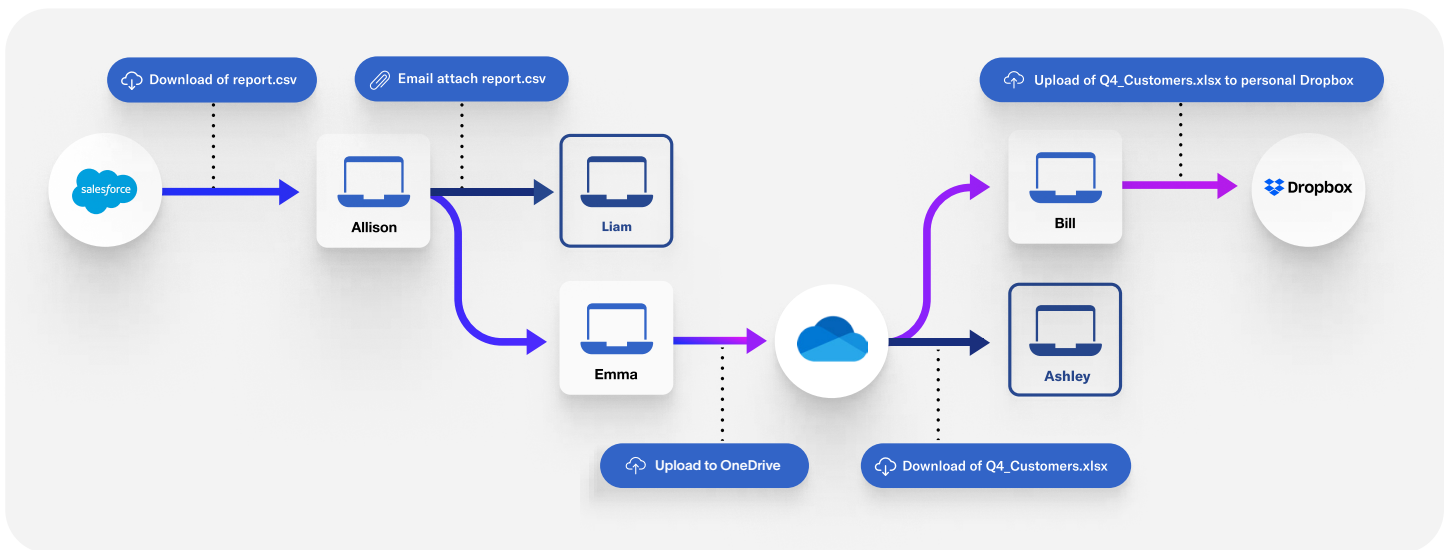 Download of report.csv
Email attach report.csv
Upload of Q4_Customers.xlsx to personal Dropbox
salesforce
Allison
Liam
Bill
Dropbox
Emma
Ashley
Upload to OneDrive
Download of Q4_Customers.xlsx